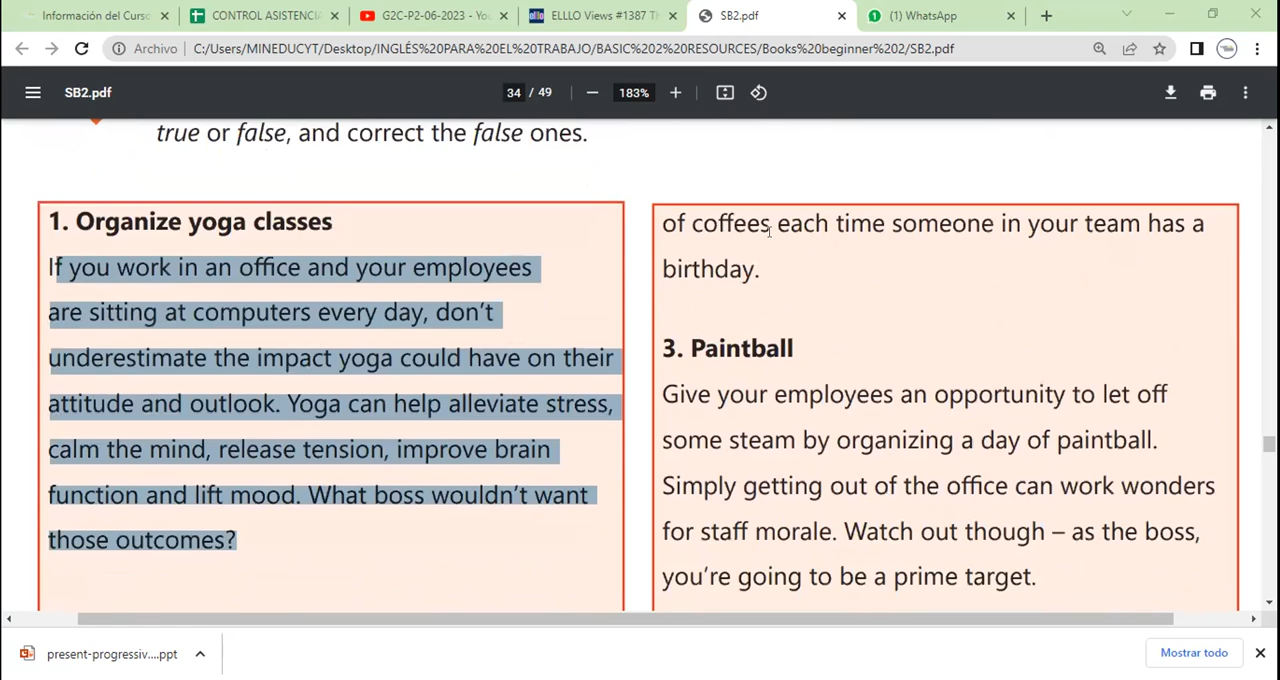 Información del Curso
CONTROL ASISTENCIA
G2C-P2-06-2023 - You
ELLLO Views #1387 Th
SB2.pdf
(1) WhatsApp
Archivo
C:/Users/MINEDUCYT/Desktop/INGLÉS%20PARA%20EL%20TRABAJO/BASIC%202%20RESOURCES/Books%20beginner%202/SB2.pdf
SB2.pdf
34 / 49
183%
true or false, and correct the false ones.
1. Organize yoga classes
If you work in an office and your employees
are sitting at computers every day, don't
underestimate the impact yoga could have on their
attitude and outlook. Yoga can help alleviate stress,
calm the mind, release tension, improve brain
function and lift mood. What boss wouldn't want
those outcomes?
of coffees each time someone in your team has a
birthday.
3. Paintball
Give your employees an opportunity to let off
some steam by organizing a day of paintball.
Simply getting out of the office can work wonders
for staff morale. Watch out though – as the boss,
you're going to be a prime target.
present-progressiv....ppt
Mostrar todo